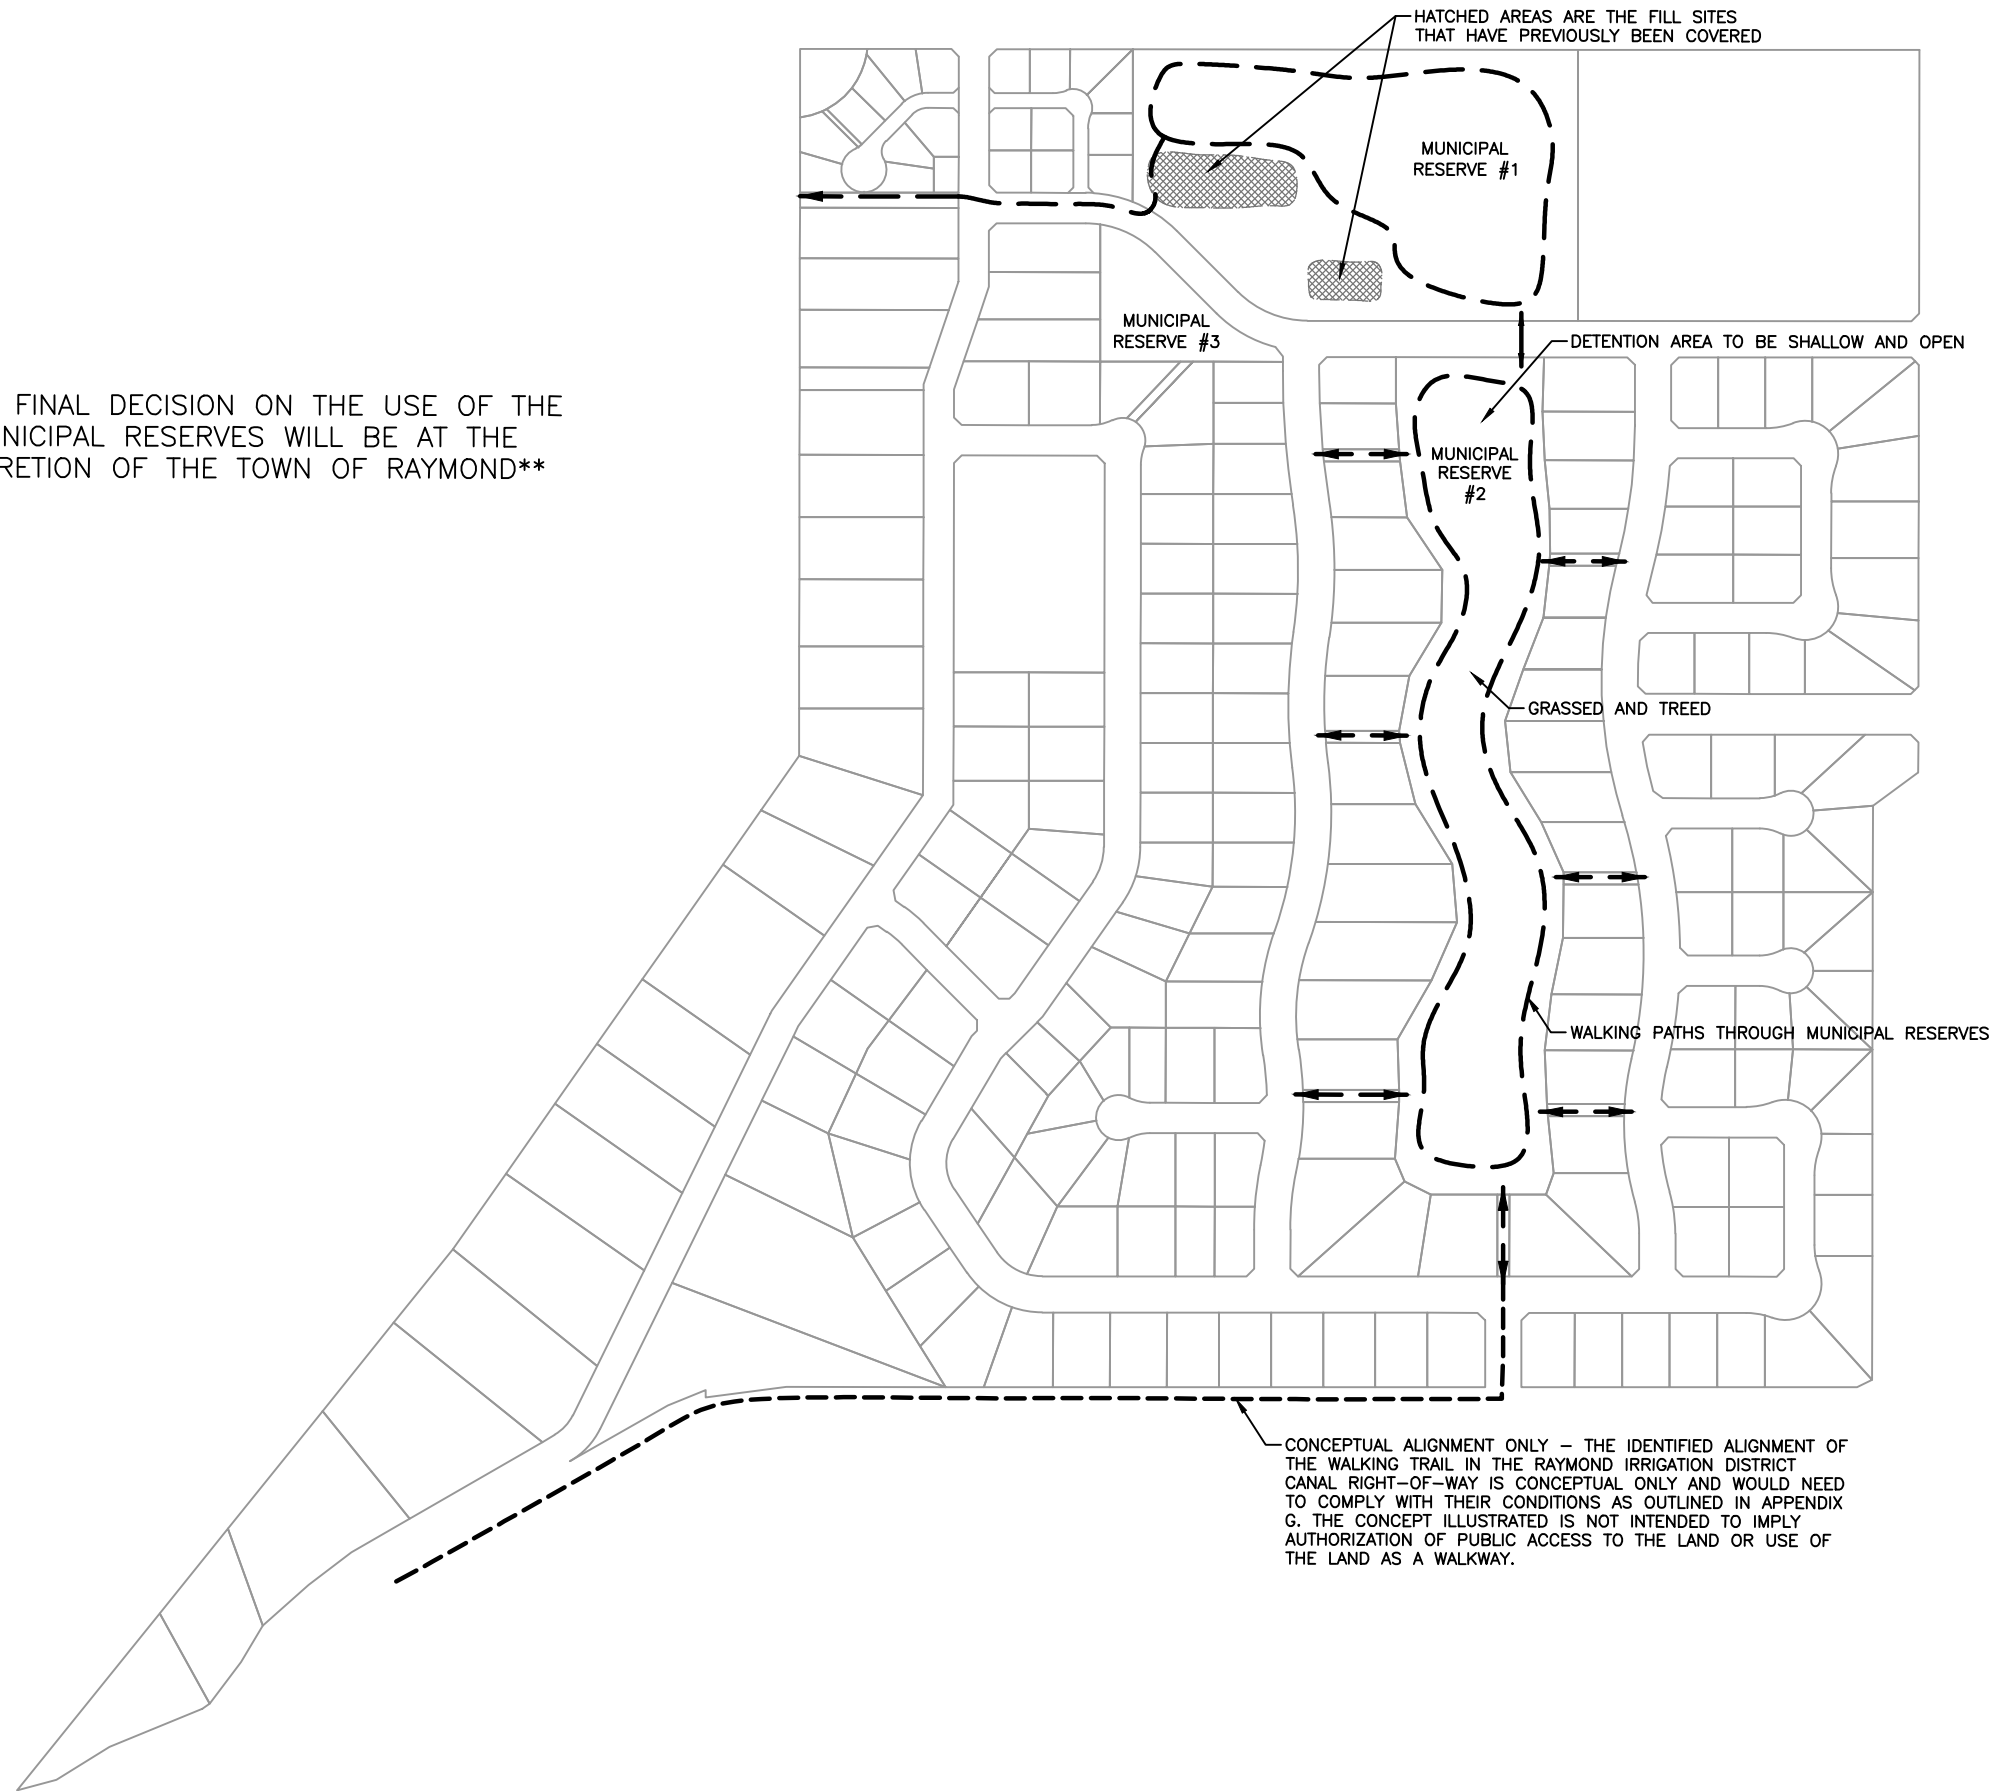 HATCHED AREAS ARE THE FILL SITES
THAT HAVE PREVIOUSLY BEEN COVERED
MUNICIPAL
RESERVE #1
MUNICIPAL
RESERVE #3
DETENTION AREA TO BE SHALLOW AND OPEN
FINAL DECISION ON THE USE OF THE
NICIPAL RESERVES WILL BE AT THE
RETION OF THE TOWN OF RAYMOND**
MUNICIPAL
RESERVE
#2
GRASSED AND TREED
WALKING PATHS THROUGH MUNICIPAL RESERVES
CONCEPTUAL ALIGNMENT ONLY – THE IDENTIFIED ALIGNMENT OF
THE WALKING TRAIL IN THE RAYMOND IRRIGATION DISTRICT
CANAL RIGHT–OF–WAY IS CONCEPTUAL ONLY AND WOULD NEED
TO COMPLY WITH THEIR CONDITIONS AS OUTLINED IN APPENDIX
G. THE CONCEPT ILLUSTRATED IS NOT INTENDED TO IMPLY
AUTHORIZATION OF PUBLIC ACCESS TO THE LAND OR USE OF
THE LAND AS A WALKWAY.